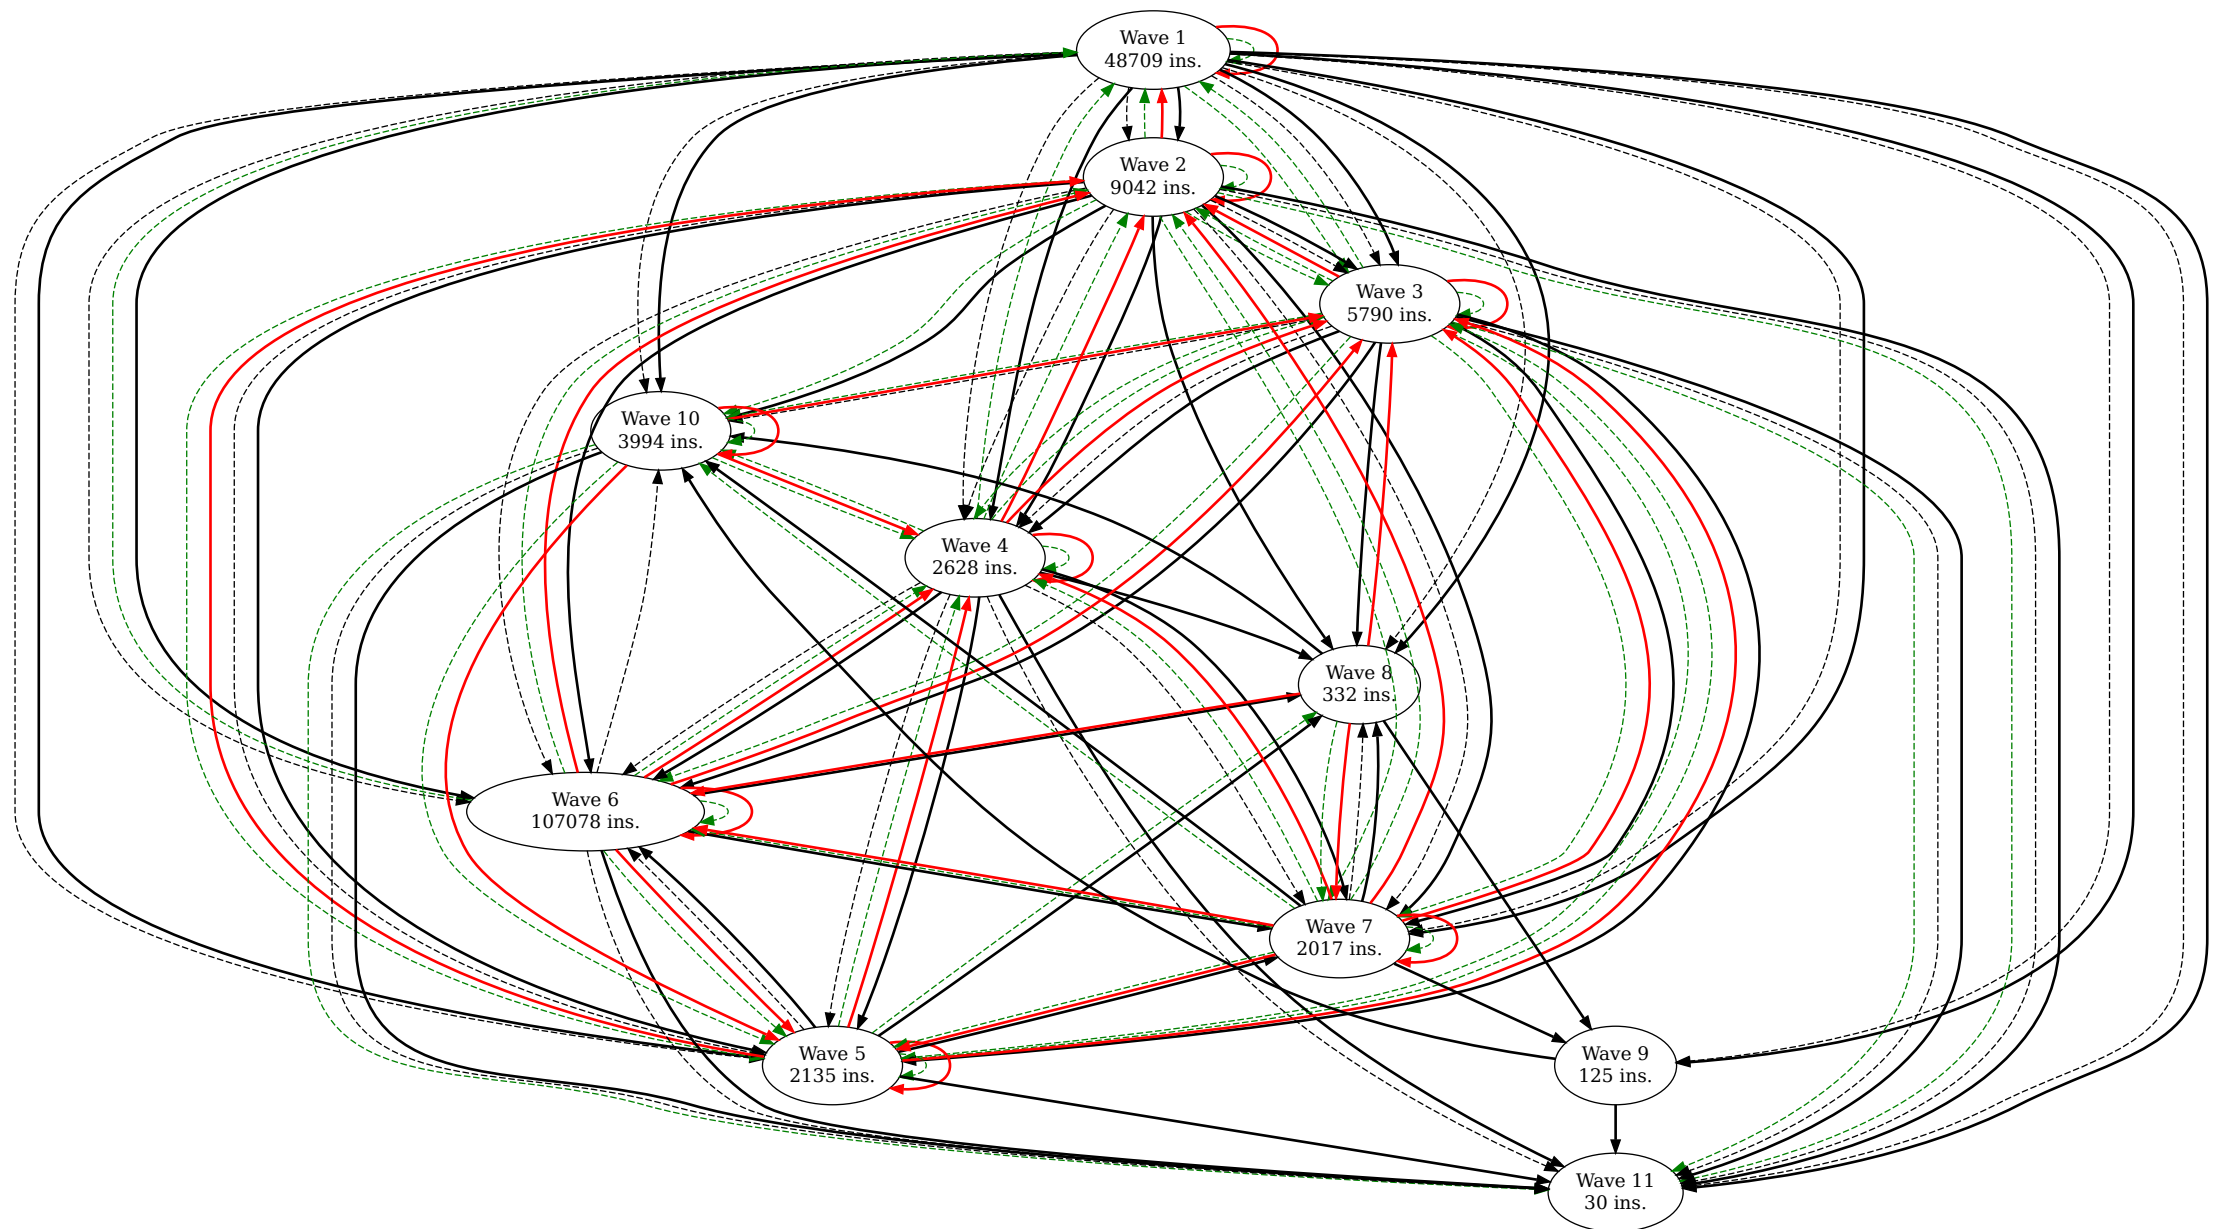 Wave 1
48709 ins.
Wave 2
9042 ins.
Wave 3
5790 ins.
Wave 10
3994 ins.
Wave 4
2628 ins.
Wave 8
332 ins.
Wave 6
107078 ins.
Wave 7
2017 ins.
Wave 5
2135 ins.
Wave 9
125 ins.
Wave 11
30 ins.